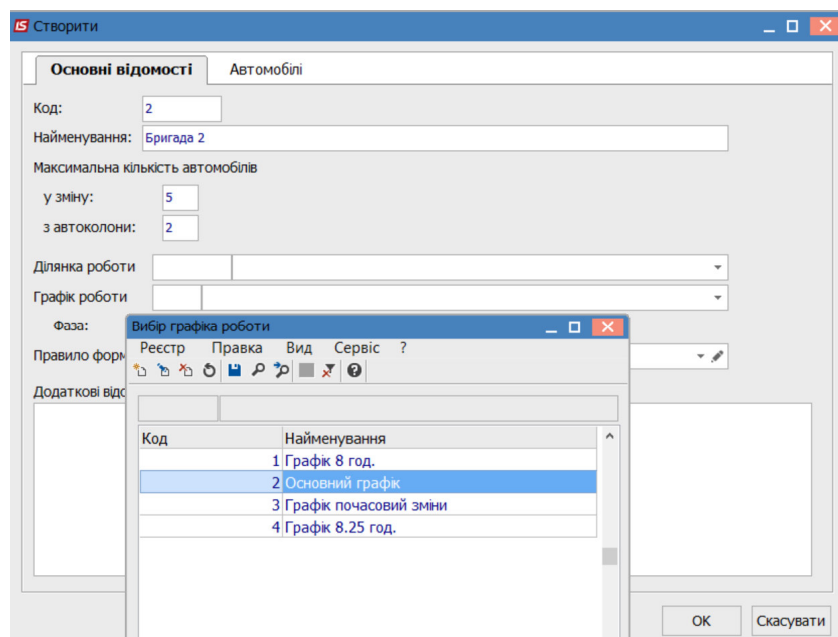 IS Створити
Основні відомості Автомобілі
Код: 2
Найменування: Бригада 2
Максимальна кількість автомобілів
у зміну: 5
з автоколони: 2
Ділянка роботи
Графік роботи
Фаза:
Вибір графіка роботи
Реєстр Правка Вид Сервіс ?
Правило форм
Додаткові відо
Код Найменування
1 Графік 8 год.
2 Основний графік
3 Графік почасовий зміни
4 Графік 8.25 год.
OK Скасувати